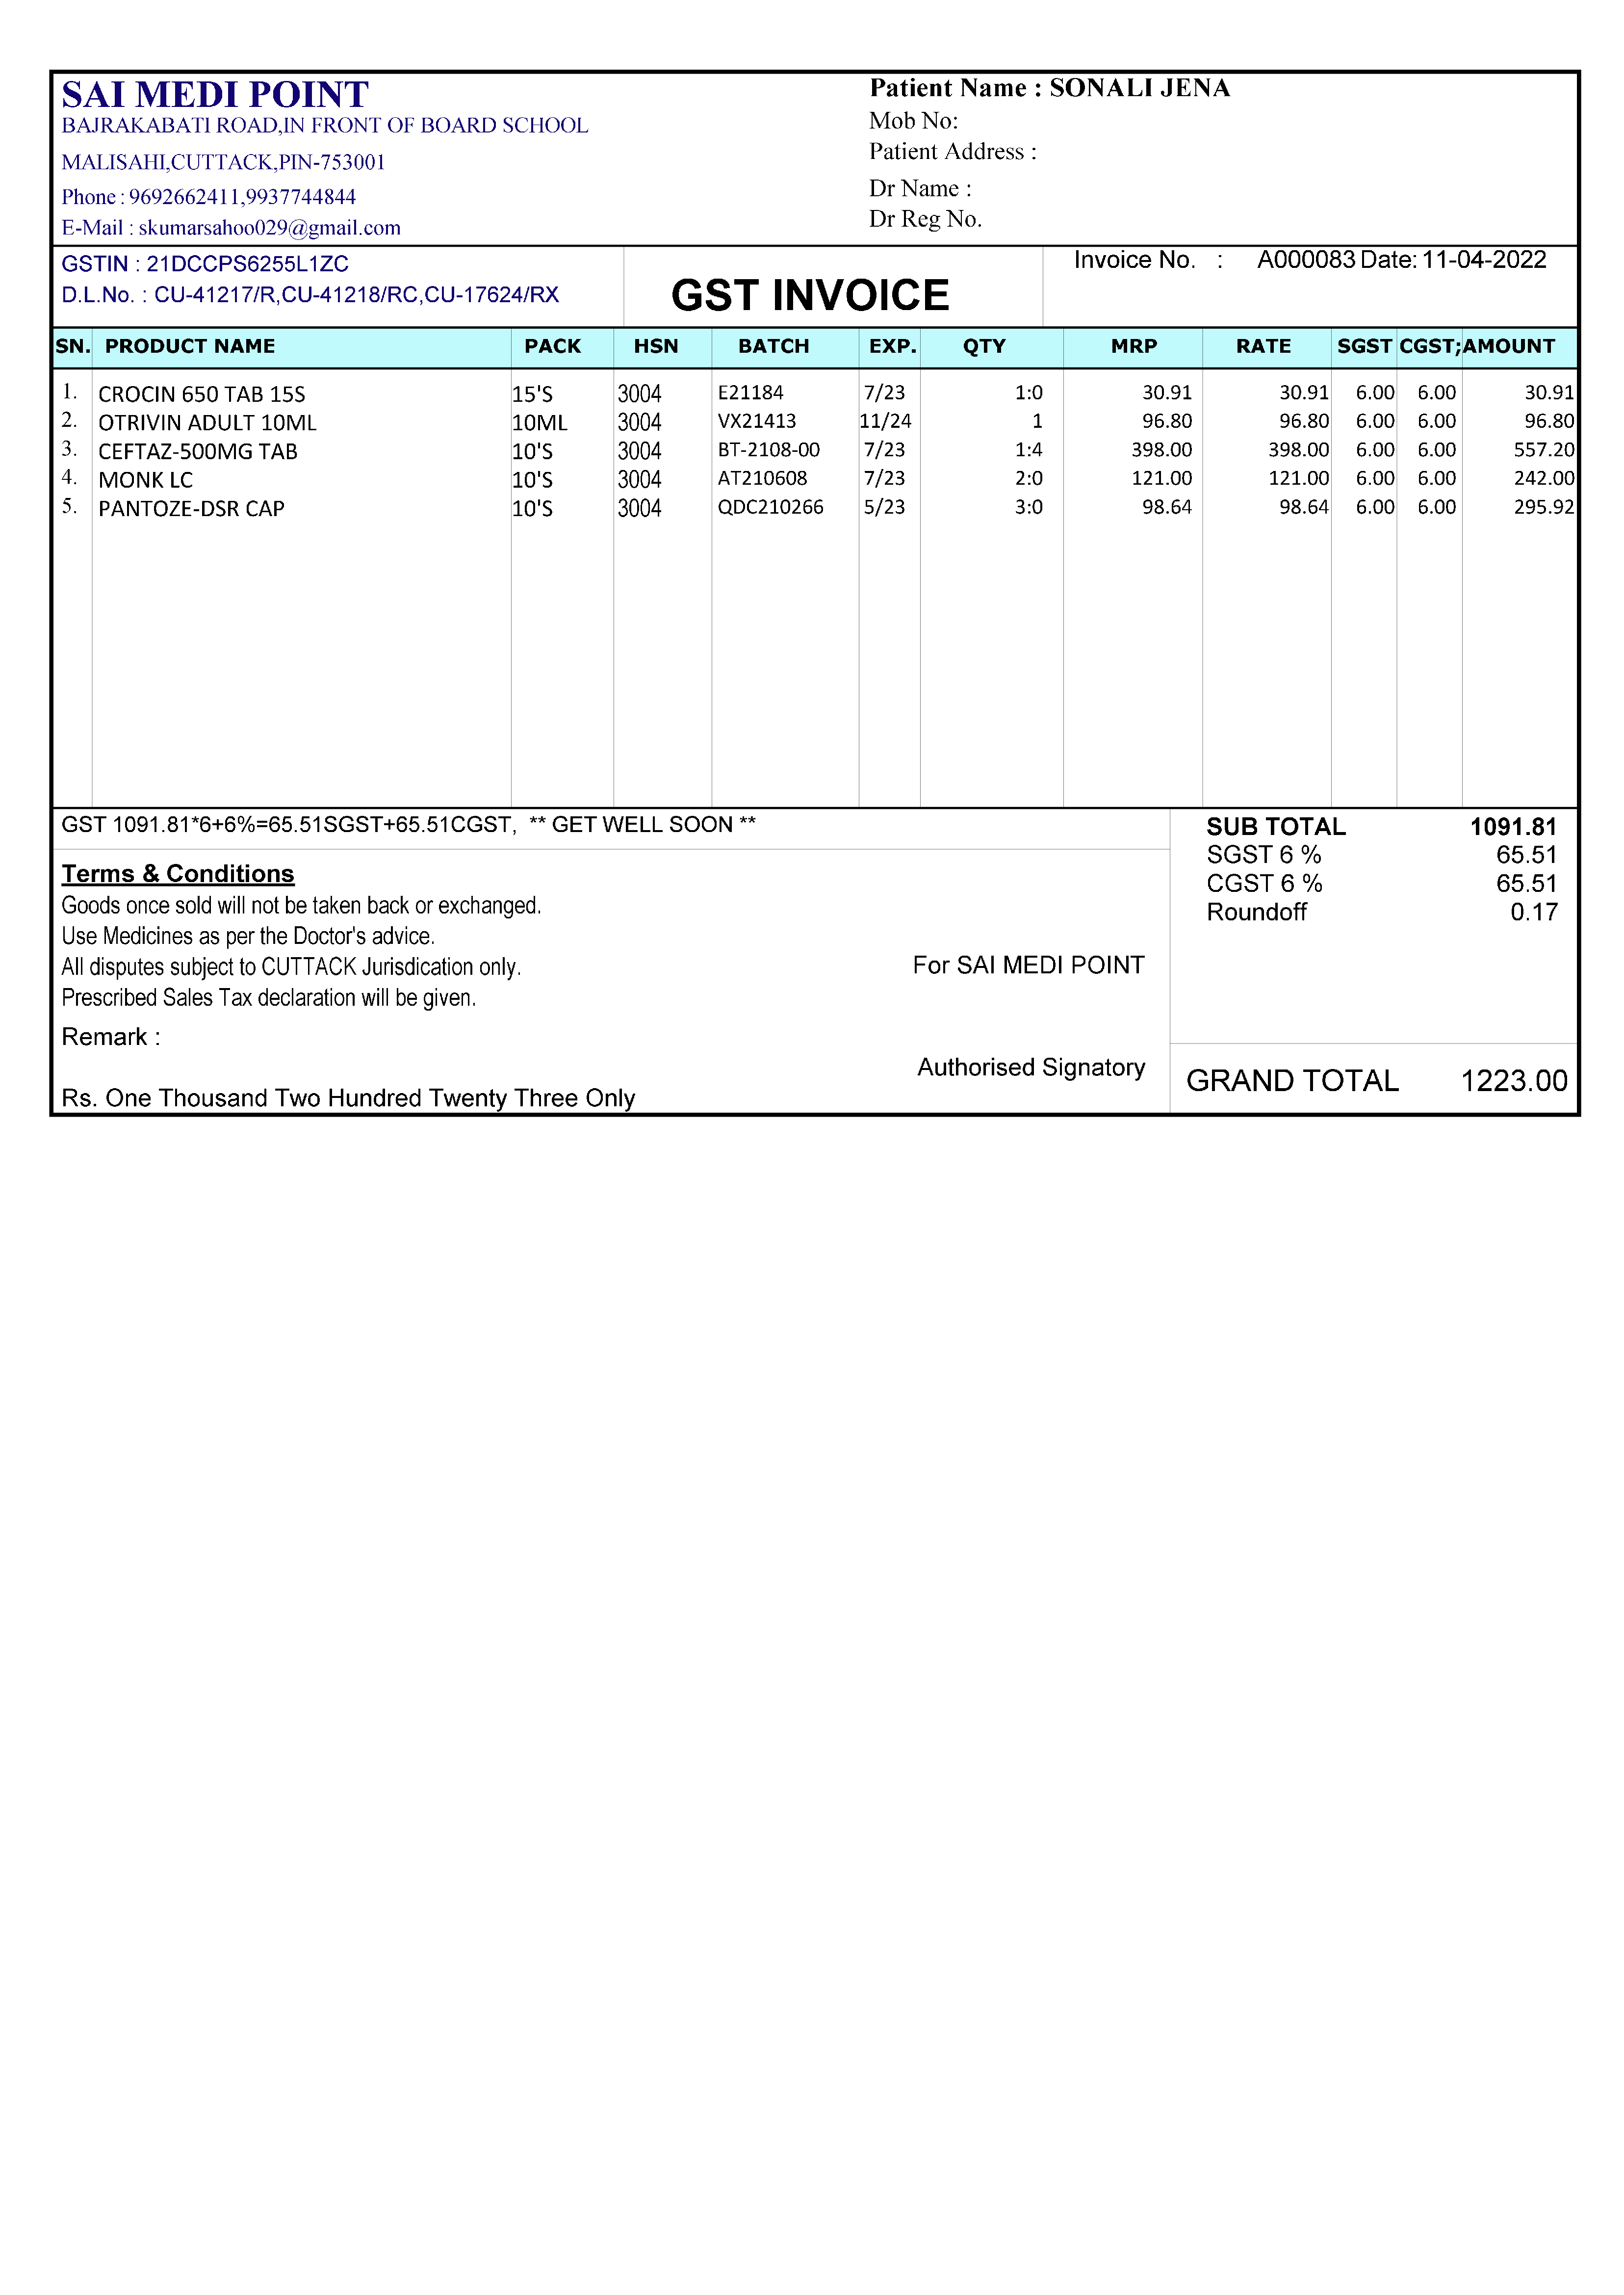 SAI MEDI POINT
BAJRAKABATI ROAD,IN FRONT OF BOARD SCHOOL
MALISAHI,CUTTACK,PIN-753001
Phone : 9692662411,9937744844
E-Mail : skumarsahoo029@gmail.com
Patient Name : SONALI JENA
Mob No:
Patient Address :
Dr Name :
Dr Reg No.
GSTIN : 21DCCPS6255L1ZC
D.L.No. : CU-41217/R,CU-41218/RC,CU-17624/RX
GST INVOICE
Invoice No. : A000083 Date: 11-04-2022
SN. PRODUCT NAME PACK HSN BATCH EXP. QTY MRP RATE SGST CGST; AMOUNT
1. CROCIN 650 TAB 15S 15'S 3004 E21184 7/23 1:0 30.91 30.91 6.00 6.00 30.91
2. OTRIVIN ADULT 10ML 10ML 3004 VX21413 11/24 1 96.80 96.80 6.00 6.00 96.80
3. CEFTAZ-500MG TAB 10'S 3004 BT-2108-00 7/23 1:4 398.00 398.00 6.00 6.00 557.20
4. MONK LC 10'S 3004 AT210608 7/23 2:0 121.00 121.00 6.00 6.00 242.00
5. PANTOZE-DSR CAP 10'S 3004 QDC210266 5/23 3:0 98.64 98.64 6.00 6.00 295.92
GST 1091.81*6+6%=65.51SGST+65.51CGST, ** GET WELL SOON **
Terms & Conditions
Goods once sold will not be taken back or exchanged.
Use Medicines as per the Doctor's advice.
All disputes subject to CUTTACK Jurisdication only.
Prescribed Sales Tax declaration will be given.
Remark :
Rs. One Thousand Two Hundred Twenty Three Only
For SAI MEDI POINT
Authorised Signatory
SUB TOTAL 1091.81
SGST 6 % 65.51
CGST 6 % 65.51
Roundoff 0.17
GRAND TOTAL 1223.00